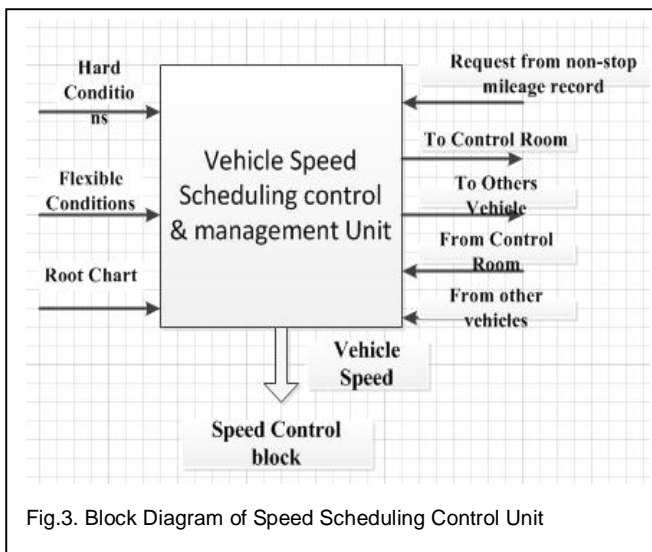 Hard
Conditio
ns
Flexible
Conditions
Root Chart
Vehicle Speed
Scheduling control
& management Unit
Request from non-stop
mileage record
To Control Room
To Others
Vehicle
From Control
Room
From other
vehicles
Vehicle
Speed
Speed Control
block
Fig.3. Block Diagram of Speed Scheduling Control Unit